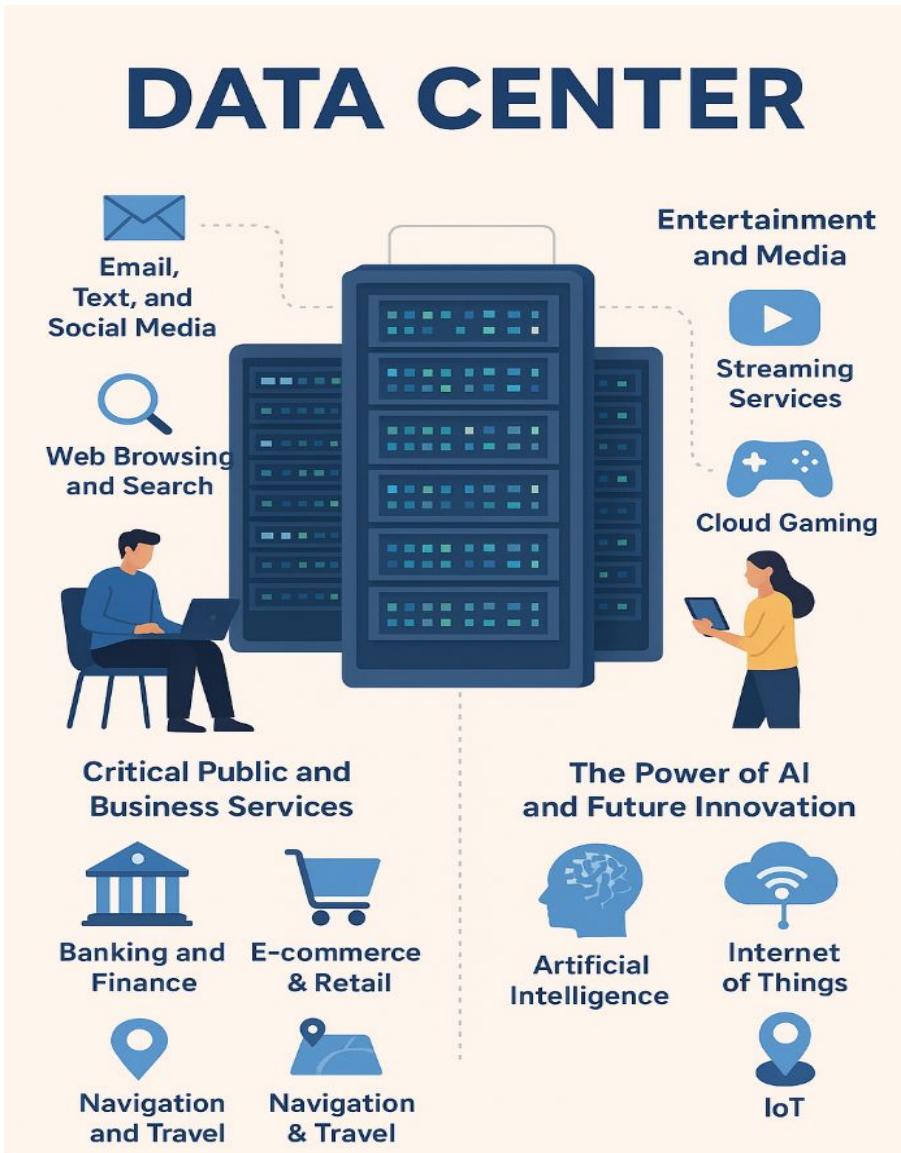 DATA CENTER
Email,
Text, and
Social Media
Web Browsing
and Search
Entertainment
and Media
Streaming
Services
Cloud Gaming
Critical Public and
Business Services
Banking and
Finance
E-commerce
& Retail
Navigation
and Travel
Navigation
& Travel
The Power of AI
and Future Innovation
Artificial
Intelligence
Internet
of Things
IoT